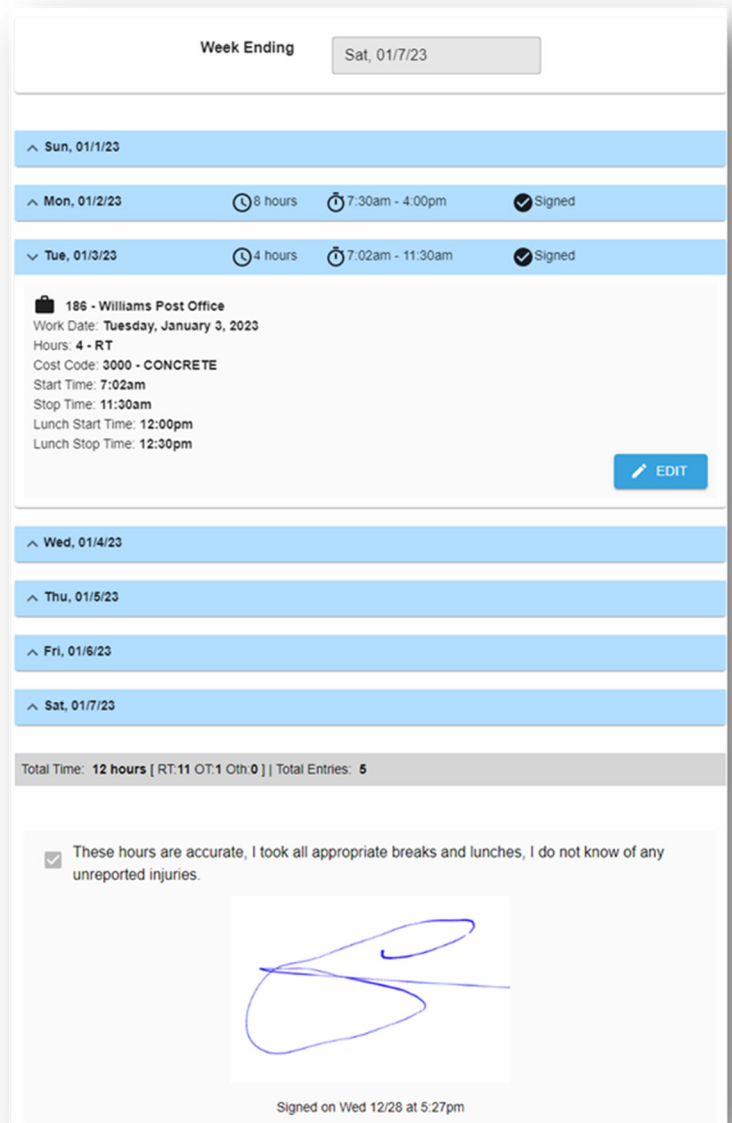 Week Ending Sat, 01/7/23
Sun, 01/1/23
Mon, 01/2/23 8 hours 7:30am - 4:00pm Signed
Tue, 01/3/23 4 hours 7:02am - 11:30am Signed
186 - Williams Post Office
Work Date: Tuesday, January 3, 2023
Hours: 4 - RT
Cost Code: 3000 - CONCRETE
Start Time: 7:02am
Stop Time: 11:30am
Lunch Start Time: 12:00pm
Lunch Stop Time: 12:30pm
EDIT
Wed, 01/4/23
Thu, 01/5/23
Fri, 01/6/23
Sat, 01/7/23
Total Time: 12 hours [ RT:11 OT:1 Oth:0 ] | Total Entries: 5
These hours are accurate, I took all appropriate breaks and lunches, I do not know of any
unreported injuries.
Signed on Wed 12/28 at 5:27pm